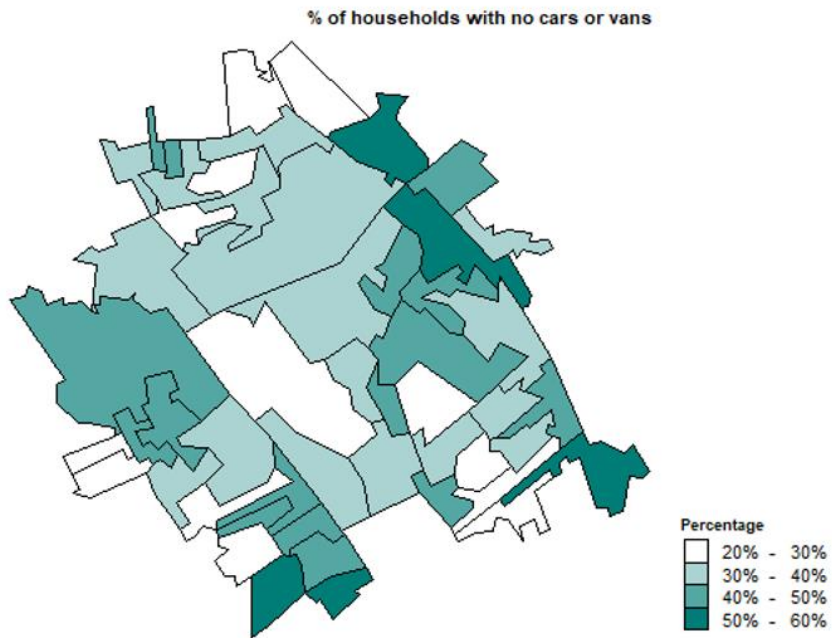 % of households with no cars or vans
Percentage
20% - 30%
30% - 40%
40% - 50%
50% - 60%